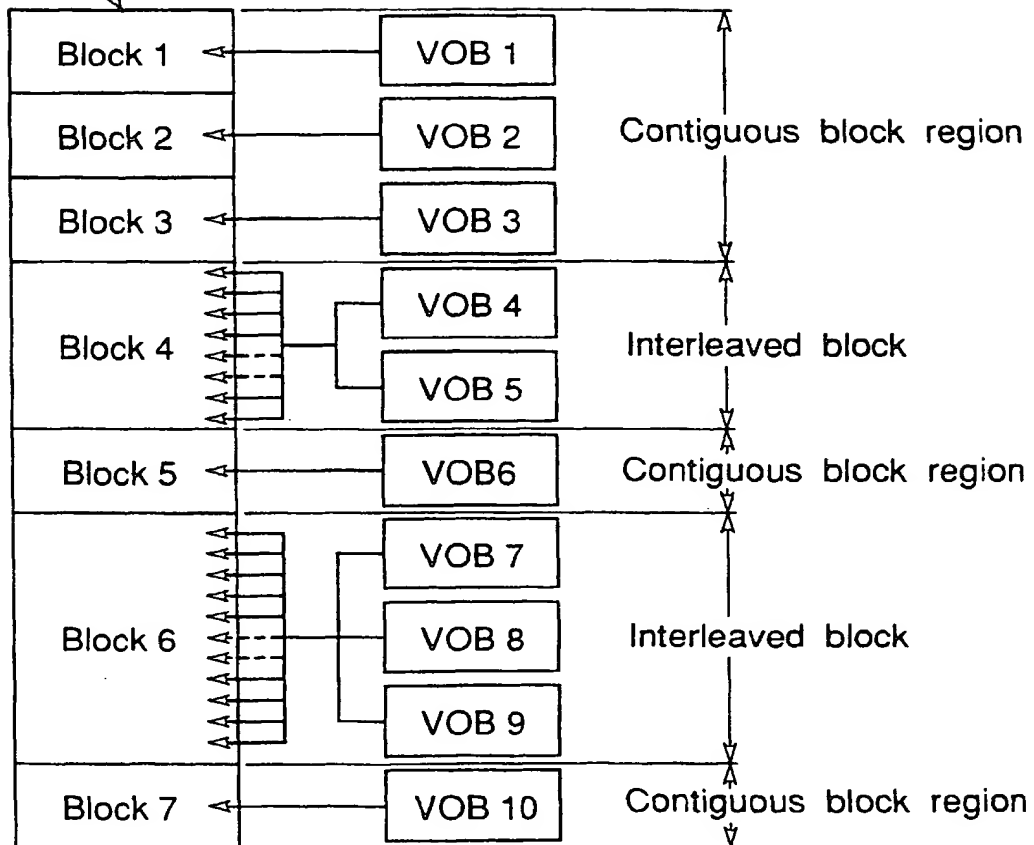 Block 1
VOB 1
Block 2
VOB 2
Contiguous block region
Block 3
VOB 3
VOB 4
Block 4
Interleaved block
VOB 5
Block 5
VOB6
Contiguous block region
VOB 7
Block 6
VOB 8
Interleaved block
VOB 9
Block 7
VOB 10
Contiguous block region